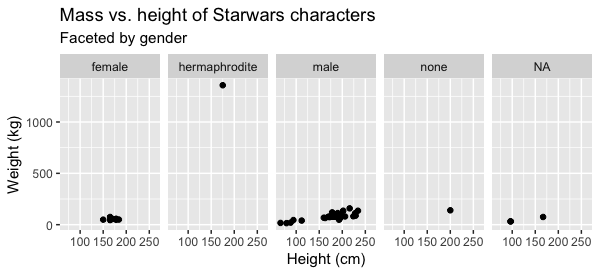 Mass vs. height of Starwars characters
Faceted by gender
female hermaphrodite male none NA
Weight (kg)
1000
500
0
100 150 200 250 100 150 200 250 100 150 200 250 100 150 200 250 100 150 200 250
Height (cm)